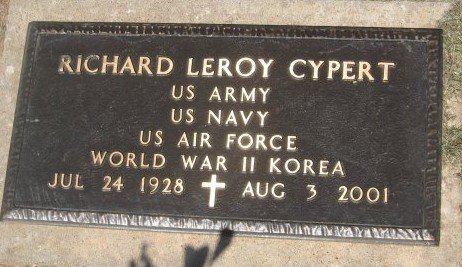 RICHARD LEROY CYPERT
US ARMY
US NAVY
US AIR FORCE
WORLD WAR II KOREA
JUL 24 1928 AUG 3 2001